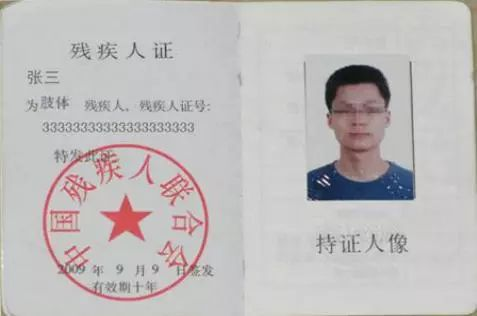 残疾人证
张三
为肢体 残疾人，残疾人证号:
33333333333333333333
特发此证
中国残疾人联合会
2009 年 9 月 9 日签发
有效期十年
持证人像